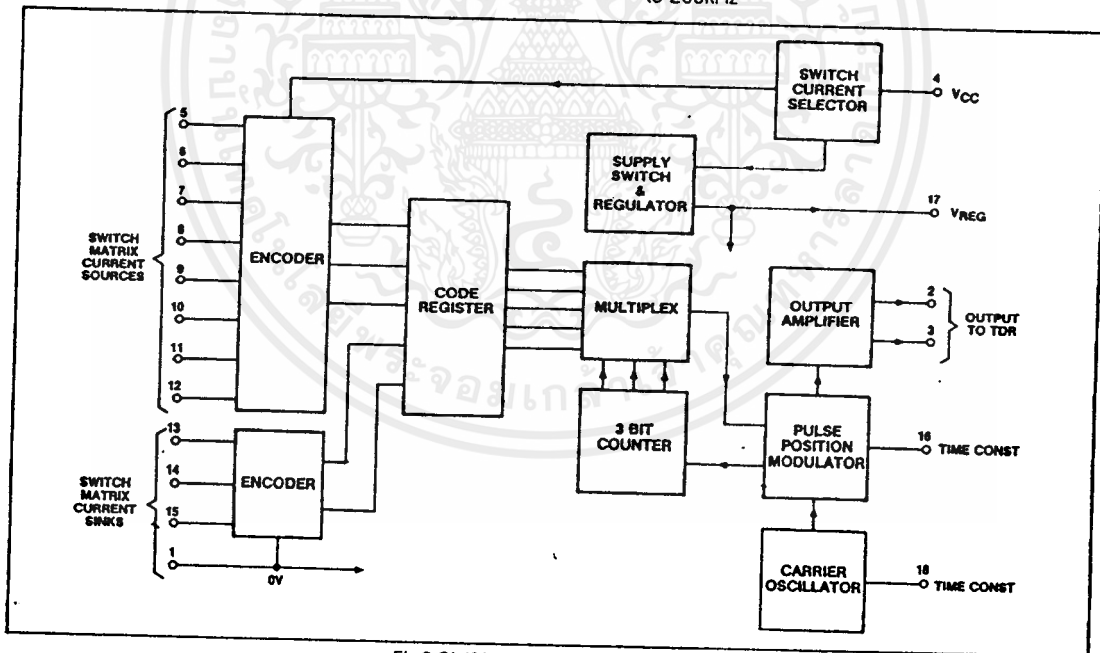 SWITCH
CURRENT
SELECTOR
4
VCC
SUPPLY
SWITCH
&
REGULATOR
17
VREG
SWITCH
MATRIX
CURRENT
SOURCES
5
6
7
8
9
10
11
12
ENCODER
CODE
REGISTER
MULTIPLEX
OUTPUT
AMPLIFIER
2
3
OUTPUT
TO TDR
SWITCH
MATRIX
CURRENT
SINKS
13
14
15
1
ENCODER
0V
3 BIT
COUNTER
PULSE
POSITION
MODULATOR
16
TIME CONST
CARRIER
OSCILLATOR
18
TIME CONST